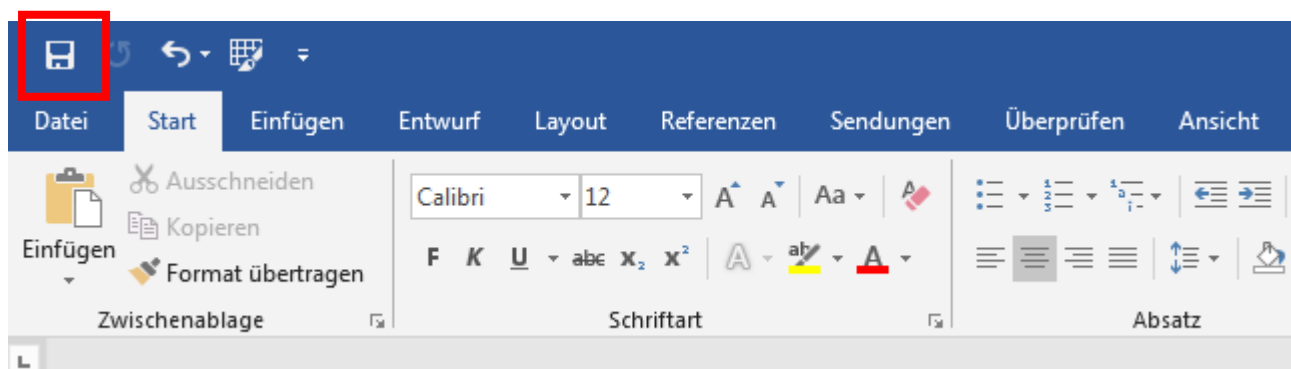 Datei Start Einfügen Entwurf Layout Referenzen Sendungen Überprüfen Ansicht
Ausschneiden
Kopieren
Einfügen
Format übertragen
Calibri 12 A A Aa A
F K U abc X₂ X² A ab A
Zwischenablage Schriftart Absatz